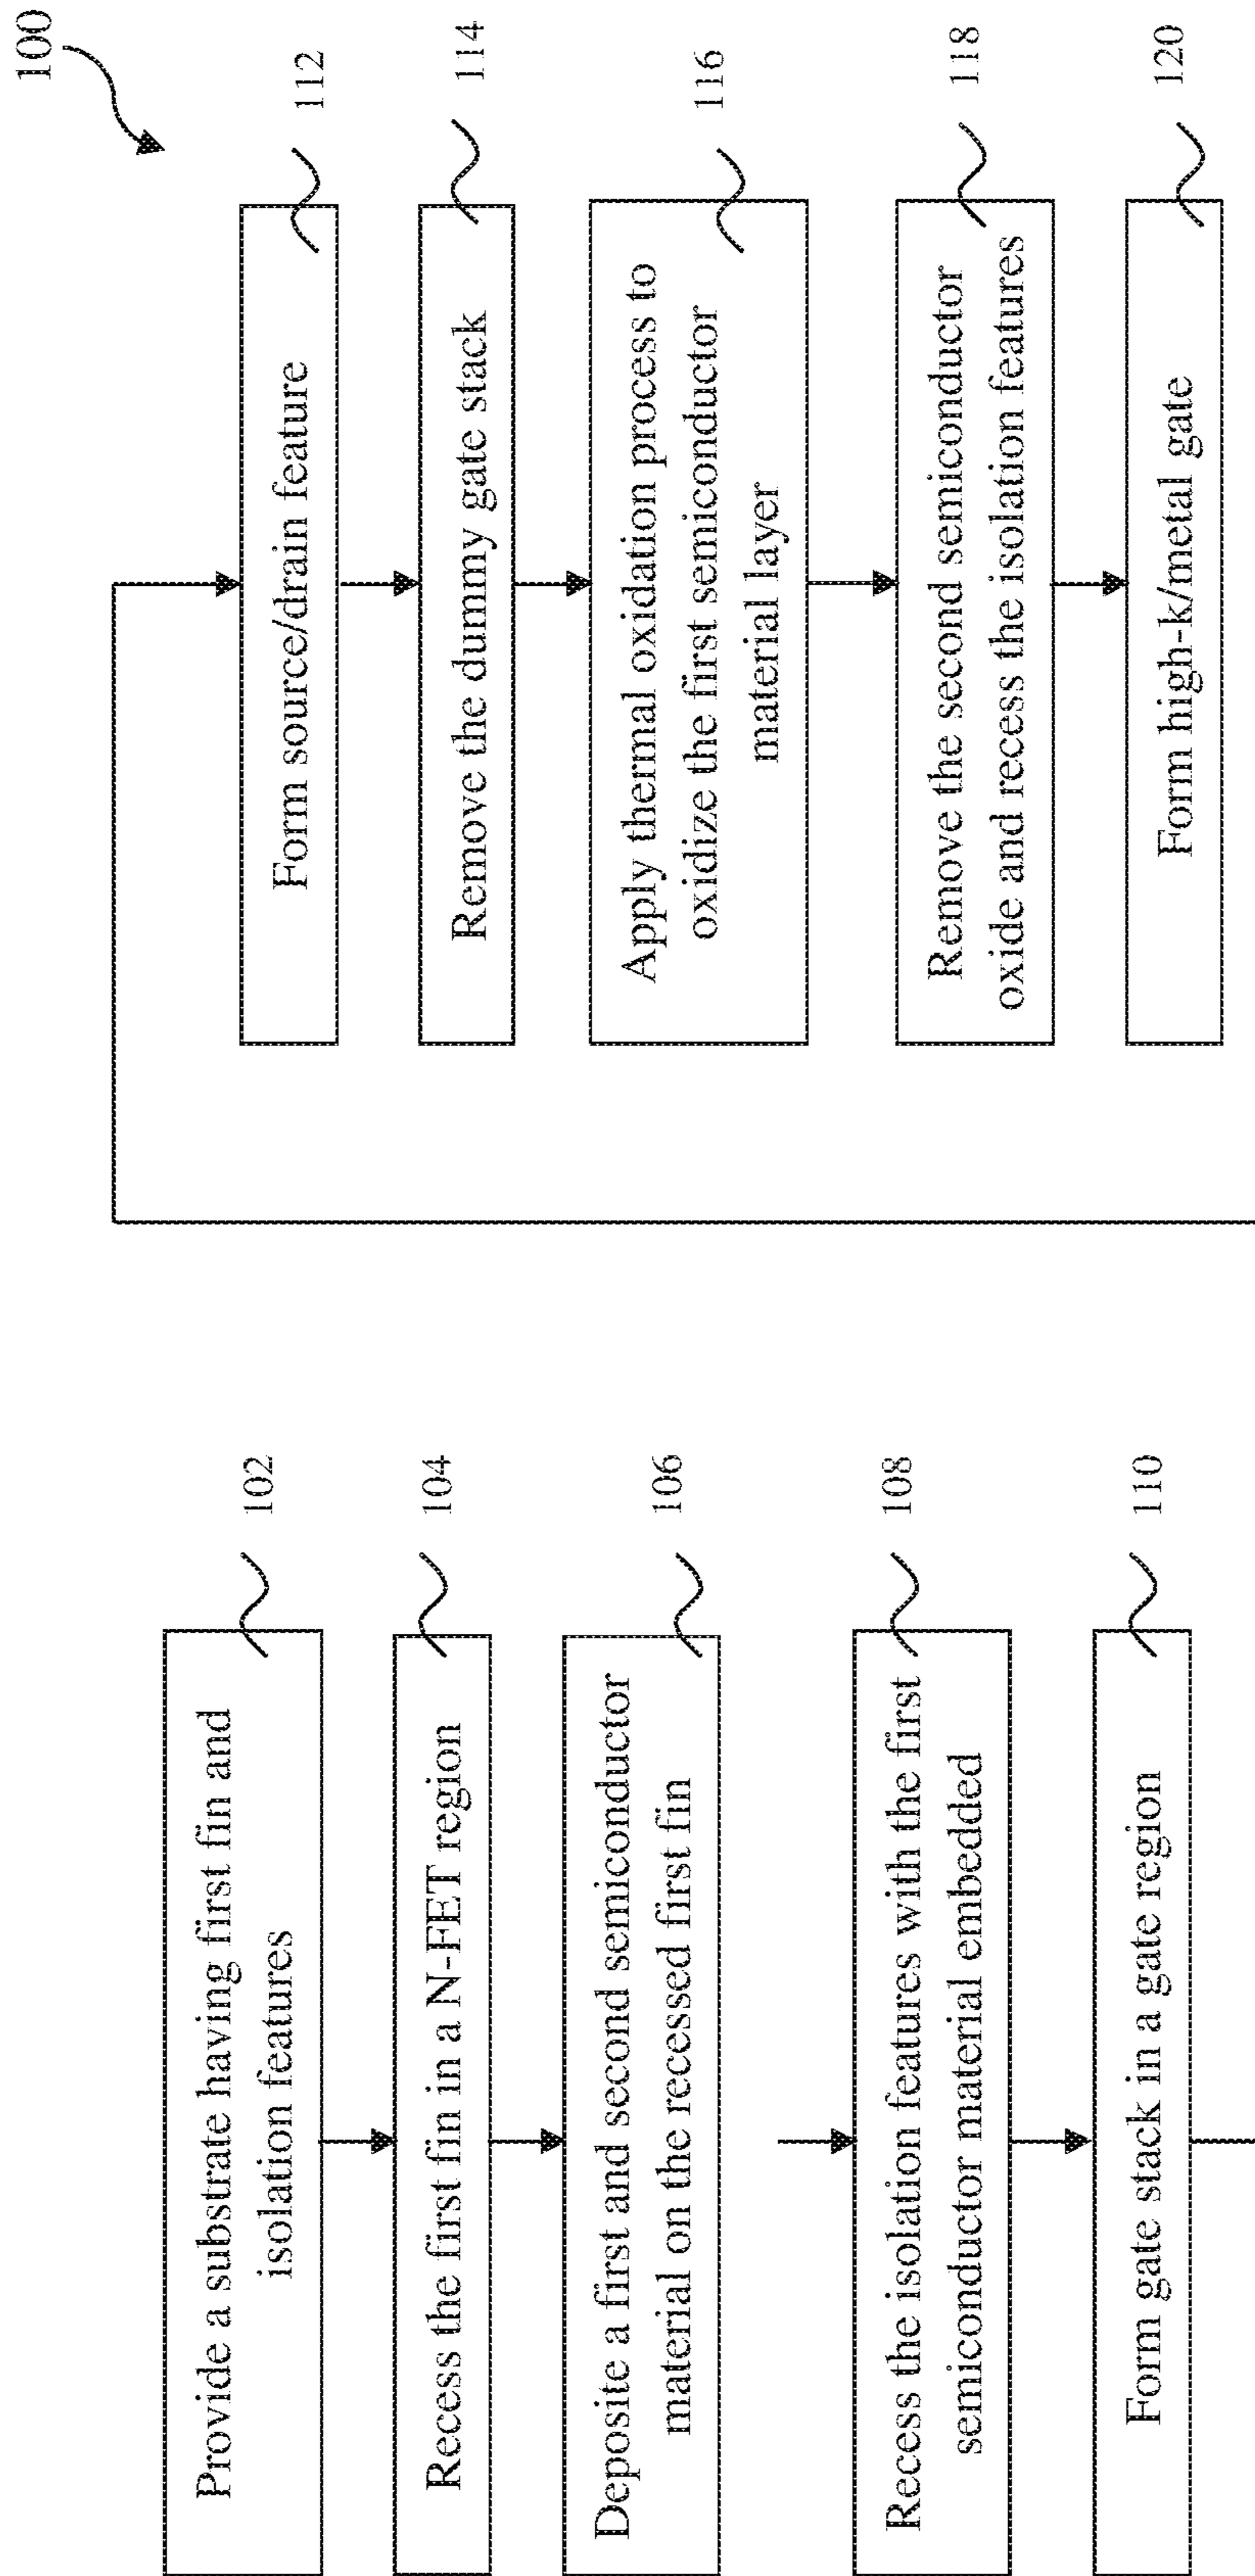 100
Provide a substrate having first fin and
isolation features
102
Recess the first fin in a N-FET region
104
Deposite a first and second semiconductor
material on the recessed first fin
106
Recess the isolation features with the first
semiconductor material embedded
108
Form gate stack in a gate region
110
Form source/drain feature
112
Remove the dummy gate stack
114
Apply thermal oxidation process to
oxidize the first semiconductor
material layer
116
Remove the second semiconductor
oxide and recess the isolation features
118
Form high-k/metal gate
120